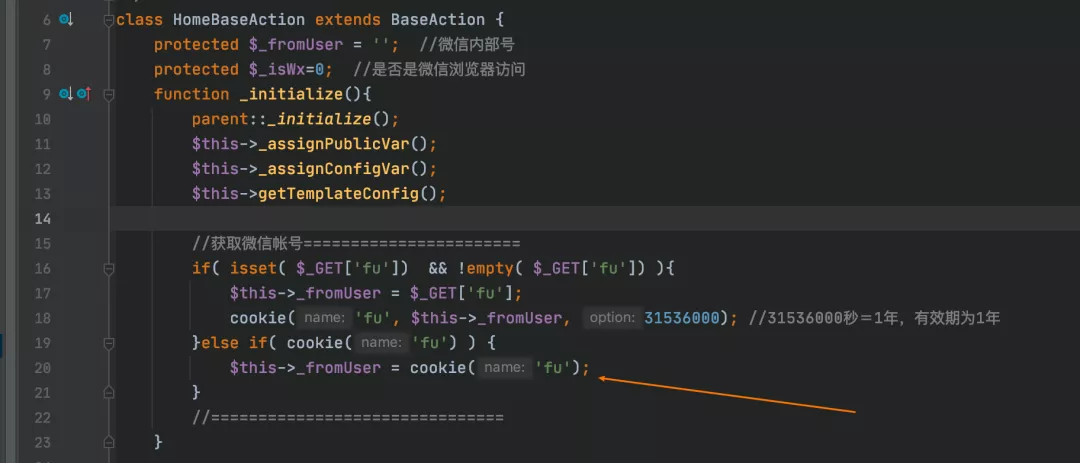 6 class HomeBaseAction extends BaseAction {
7 protected $_fromUser = ''; //微信内部号
8 protected $_isWx=0; //是否是微信浏览器访问
9 function _initialize(){
10 parent::_initialize();
11 $this->_assignPublicVar();
12 $this->_assignConfigVar();
13 $this->getTemplateConfig();
14
15 //获取微信帐号=======================
16 if( isset( $_GET['fu']) && !empty( $_GET['fu']) ){
17 $this->_fromUser = $_GET['fu'];
18 cookie( name: 'fu', $this->_fromUser, option: 31536000); //31536000秒＝1年，有效期为1年
19 }else if( cookie( name: 'fu') ) {
20 $this->_fromUser = cookie( name: 'fu');
21 }
22 //===============================
23 }